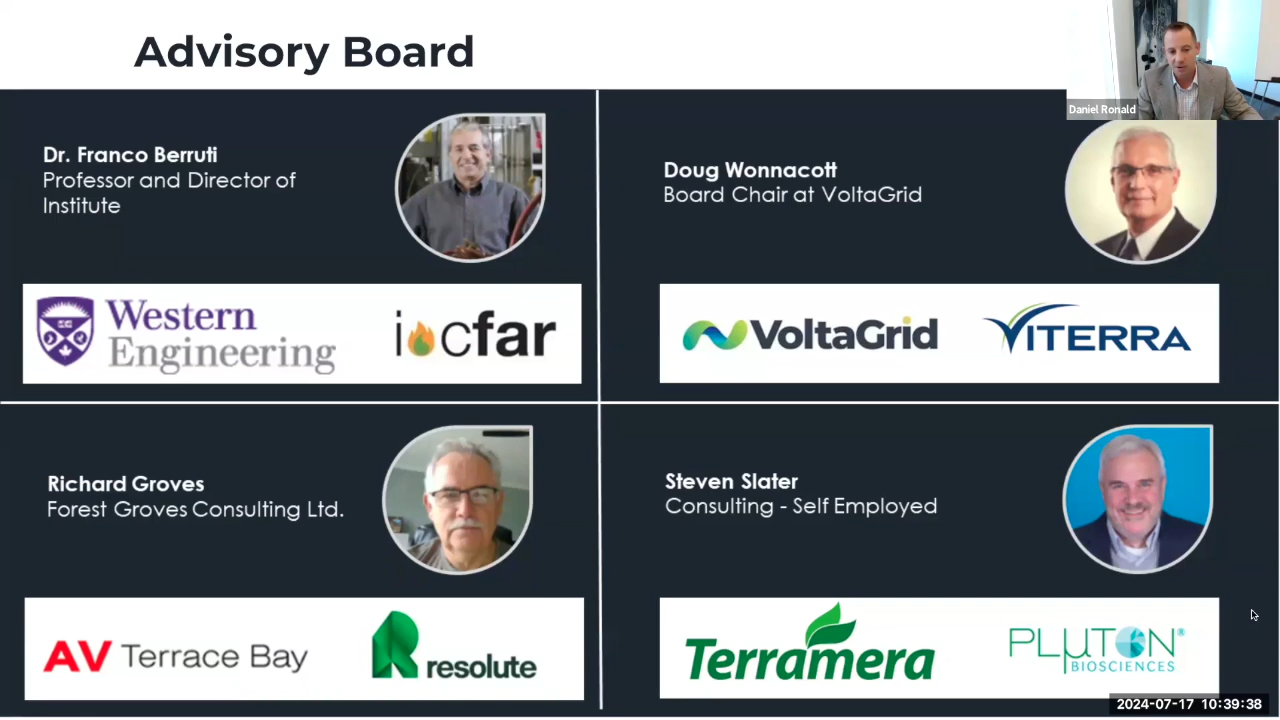 Advisory Board
Daniel Ronald
Dr. Franco Berruti
Professor and Director of
Institute
Western
Engineering
iocfar
Doug Wonnacott
Board Chair at VoltaGrid
VoltaGrid
VITERRA
Richard Groves
Forest Groves Consulting Ltd.
AV Terrace Bay
resolute
Steven Slater
Consulting - Self Employed
Terramera
PLUTON®
BIOSCIENCES
2024-07-17 10:39:38